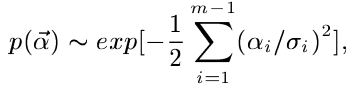 p(\vec{\alpha}) \sim exp[-\frac{1}{2} \sum_{i=1}^{m-1} (\alpha_i/\sigma_i)^2],